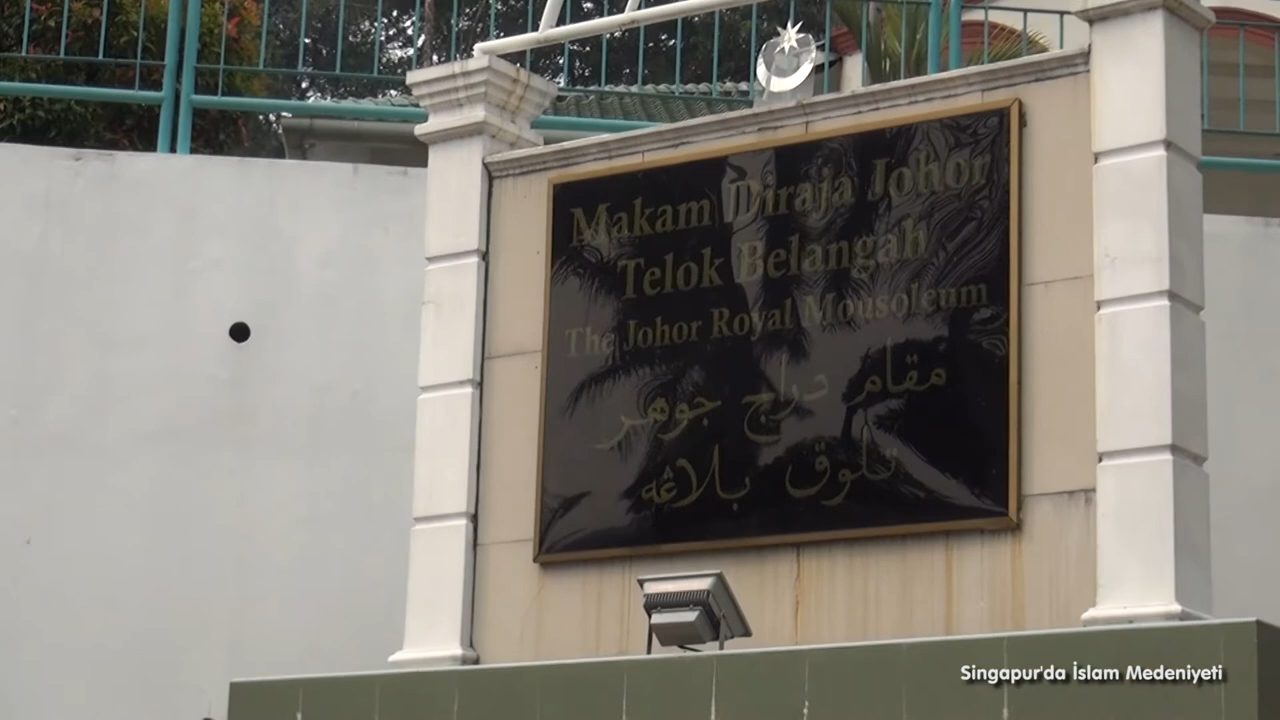 Makam Diraja Johor
Telok Belangah
The Johor Royal Mousoleum
مقام دراج جوهر
تلوق بلاڠه
Singapur'da İslam Medeniyeti